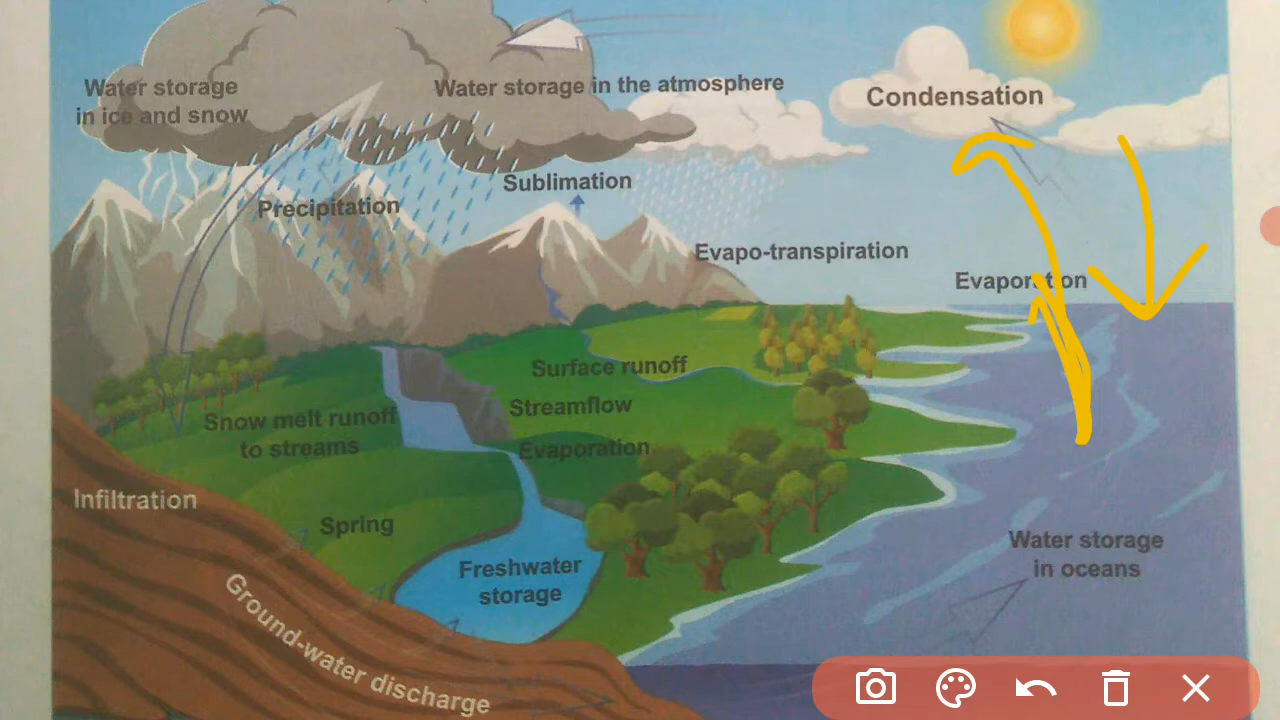 Water storage
in ice and snow
Water storage in the atmosphere
Condensation
Sublimation
Precipitation
Evapo-transpiration
Evaporation
Surface runoff
Streamflow
Snow melt runoff
to streams
Evaporation
Infiltration
Spring
Freshwater
storage
Water storage
in oceans
Ground-water discharge